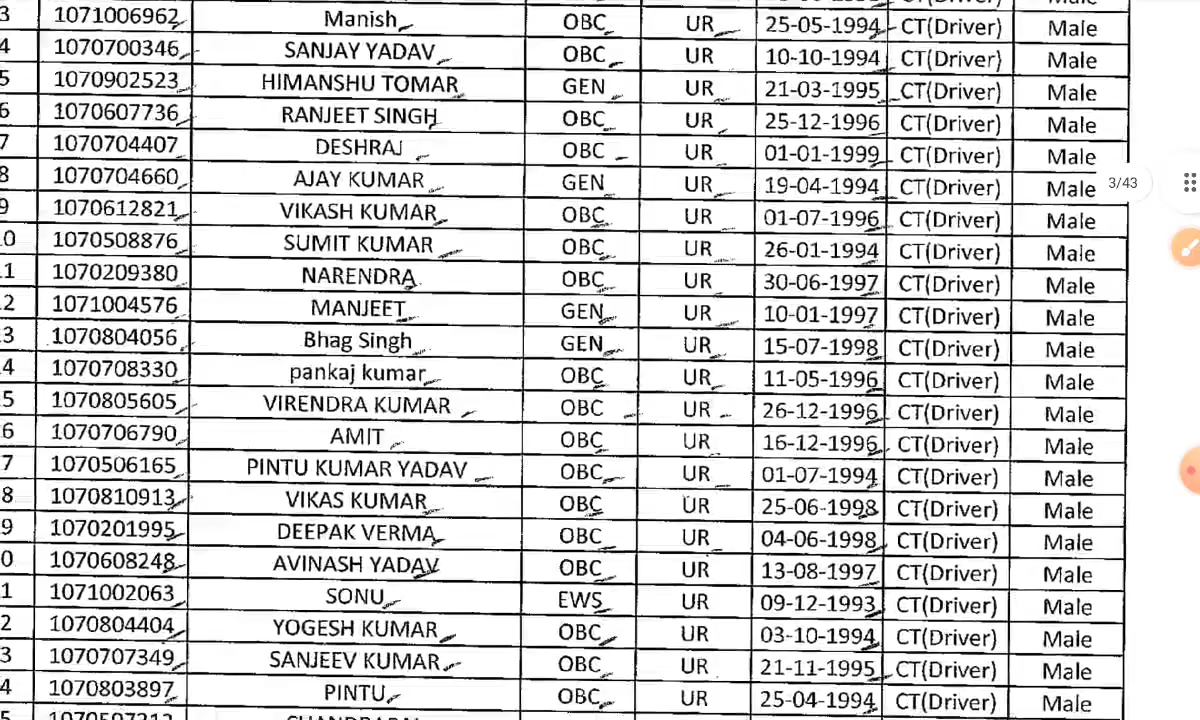 3 1071006962 Manish OBC UR 25-05-1994 CT(Driver) Male
4 1070700346 SANJAY YADAV OBC UR 10-10-1994 CT(Driver) Male
5 1070902523 HIMANSHU TOMAR GEN UR 21-03-1995 CT(Driver) Male
6 1070607736 RANJEET SINGH OBC UR 25-12-1996 CT(Driver) Male
7 1070704407 DESHRAJ OBC UR 01-01-1999 CT(Driver) Male
8 1070704660 AJAY KUMAR GEN UR 19-04-1994 CT(Driver) Male 3/43
9 1070612821 VIKASH KUMAR OBC UR 01-07-1996 CT(Driver) Male
0 1070508876 SUMIT KUMAR OBC UR 26-01-1994 CT(Driver) Male
1 1070209380 NARENDRA OBC UR 30-06-1997 CT(Driver) Male
2 1071004576 MANJEET GEN UR 10-01-1997 CT(Driver) Male
3 1070804056 Bhag Singh GEN UR 15-07-1998 CT(Driver) Male
4 1070708330 pankaj kumar OBC UR 11-05-1996 CT(Driver) Male
5 1070805605 VIRENDRA KUMAR OBC UR 26-12-1996 CT(Driver) Male
6 1070706790 AMIT OBC UR 16-12-1996 CT(Driver) Male
7 1070506165 PINTU KUMAR YADAV OBC UR 01-07-1994 CT(Driver) Male
8 1070810913 VIKAS KUMAR OBC UR 25-06-1998 CT(Driver) Male
9 1070201995 DEEPAK VERMA OBC UR 04-06-1998 CT(Driver) Male
0 1070608248 AVINASH YADAV OBC UR 13-08-1997 CT(Driver) Male
1 1071002063 SONU EWS UR 09-12-1993 CT(Driver) Male
2 1070804404 YOGESH KUMAR OBC UR 03-10-1994 CT(Driver) Male
3 1070707349 SANJEEV KUMAR OBC UR 21-11-1995 CT(Driver) Male
4 1070803897 PINTU OBC UR 25-04-1994 CT(Driver) Male